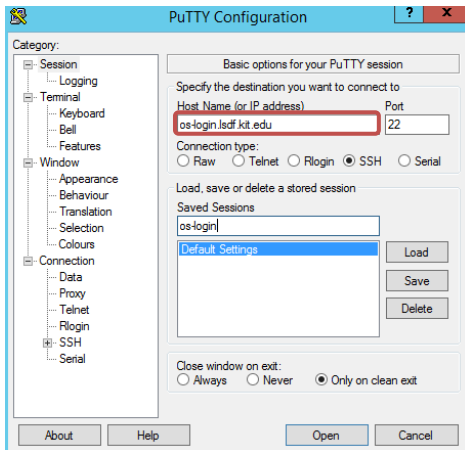 PuTTY Configuration
? x
Category:
Session
Logging
Terminal
Keyboard
Bell
Features
Window
Appearance
Behaviour
Translation
Selection
Colours
Connection
Data
Proxy
Telnet
Rlogin
SSH
Serial
Basic options for your PuTTY session
Specify the destination you want to connect to
Host Name (or IP address) Port
os-login.lsdf.kit.edu 22
Connection type:
Raw Telnet Rlogin SSH Serial
Load, save or delete a stored session
Saved Sessions
os-login
Default Settings
Load
Save
Delete
Close window on exit:
Always Never Only on clean exit
About Help Open Cancel